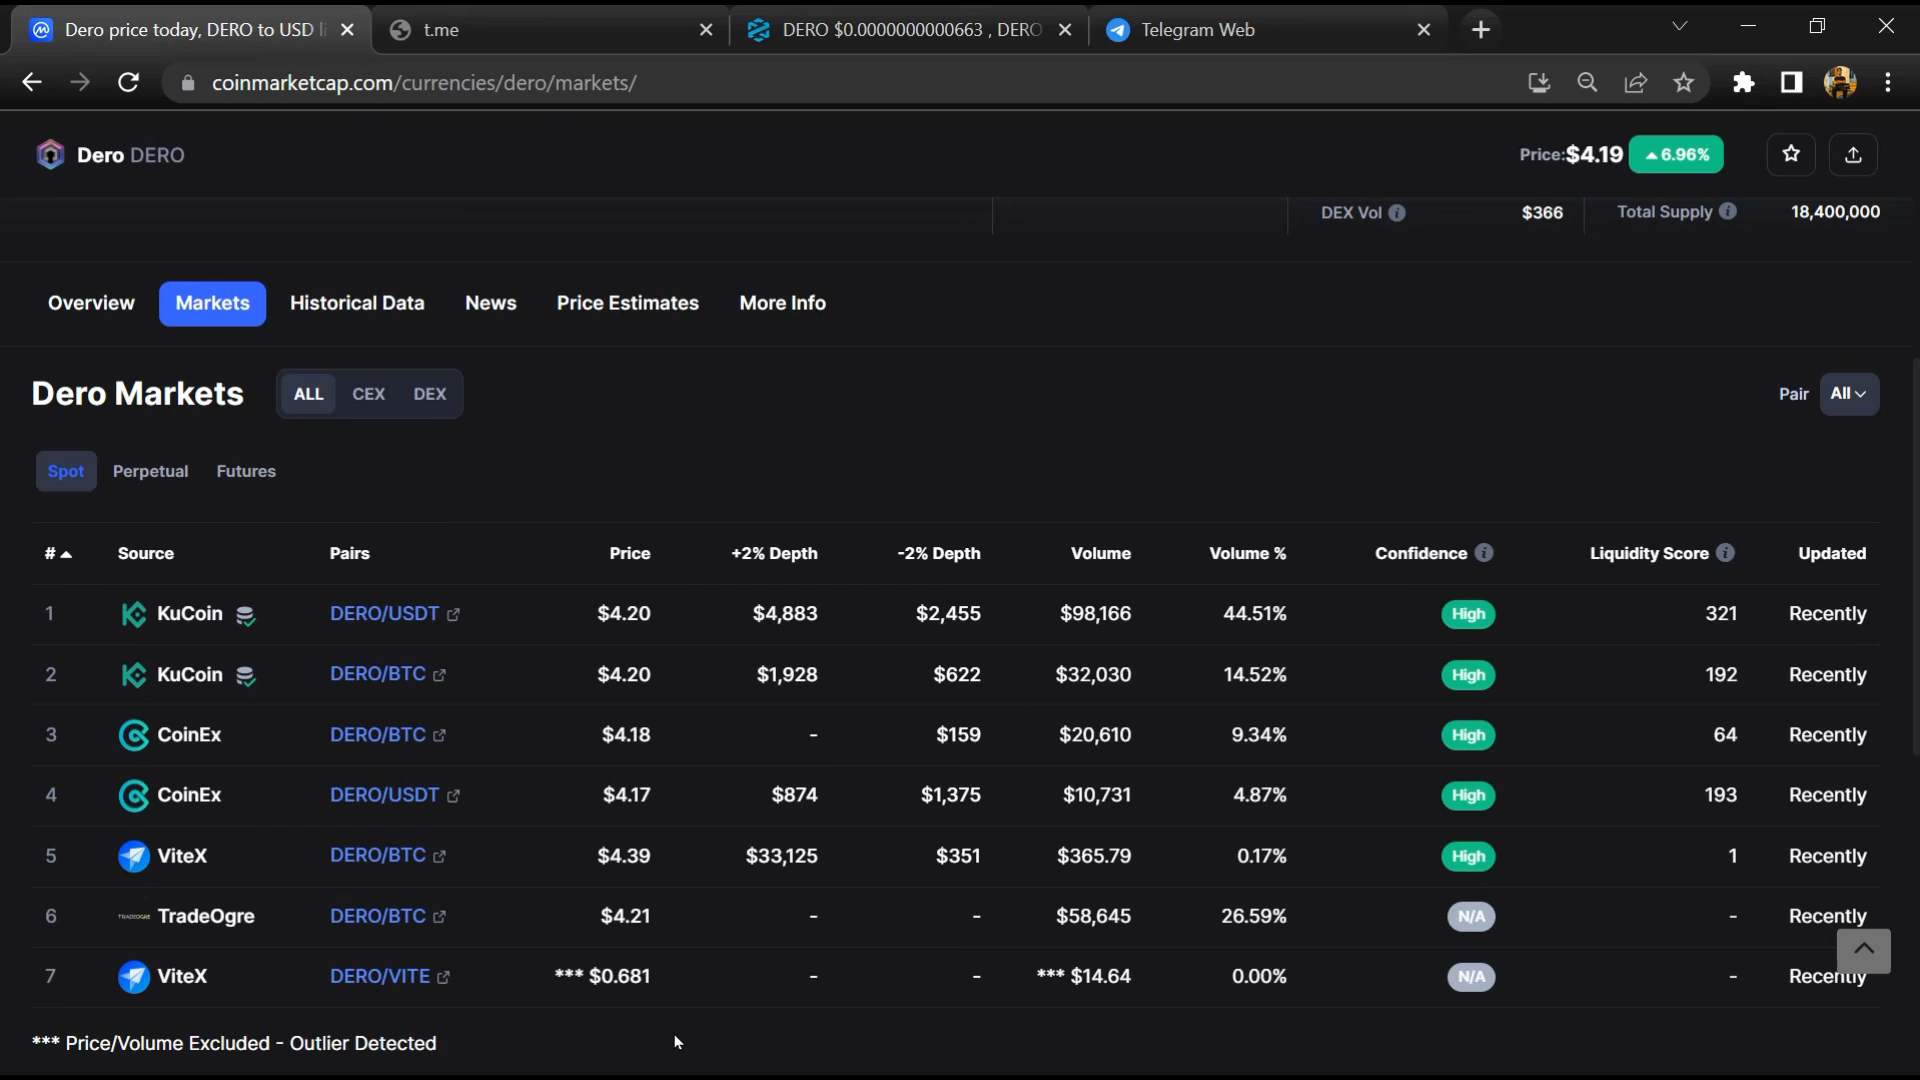 Dero price today, DERO to USD li
t.me
DERO $0.0000000000663 , DERO
Telegram Web
coinmarketcap.com/currencies/dero/markets/
Dero DERO
Price:$4.19 6.96%
DEX Vol $366 Total Supply 18,400,000
Overview Markets Historical Data News Price Estimates More Info
Dero Markets ALL CEX DEX Pair All
Spot Perpetual Futures
# Source Pairs Price +2% Depth -2% Depth Volume Volume % Confidence Liquidity Score Updated
1 KuCoin DERO/USDT $4.20 $4,883 $2,455 $98,166 44.51% High 321 Recently
2 KuCoin DERO/BTC $4.20 $1,928 $622 $32,030 14.52% High 192 Recently
3 CoinEx DERO/BTC $4.18 - $159 $20,610 9.34% High 64 Recently
4 CoinEx DERO/USDT $4.17 $874 $1,375 $10,731 4.87% High 193 Recently
5 ViteX DERO/BTC $4.39 $33,125 $351 $365.79 0.17% High 1 Recently
6 TRADEOGRE TradeOgre DERO/BTC $4.21 - - $58,645 26.59% N/A - Recently
7 ViteX DERO/VITE *** $0.681 - - *** $14.64 0.00% N/A - Recently
*** Price/Volume Excluded - Outlier Detected